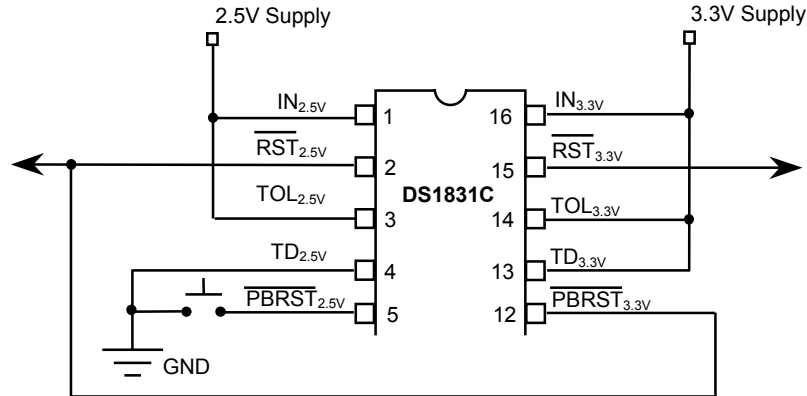 2.5V Supply
3.3V Supply
IN2.5V
1
16
IN3.3V
RST2.5V
2
15
RST3.3V
DS1831C
TOL2.5V
3
14
TOL3.3V
TD2.5V
4
13
TD3.3V
PBRST2.5V
5
12
PBRST3.3V
GND